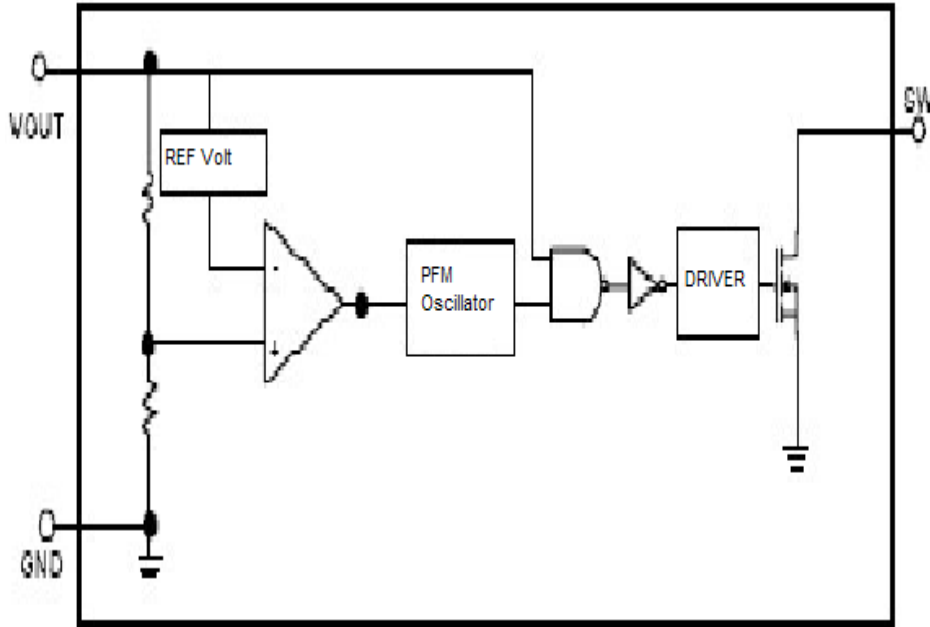 VOUT
SW
REF Volt
-
+
PFM
Oscillator
DRIVER
GND